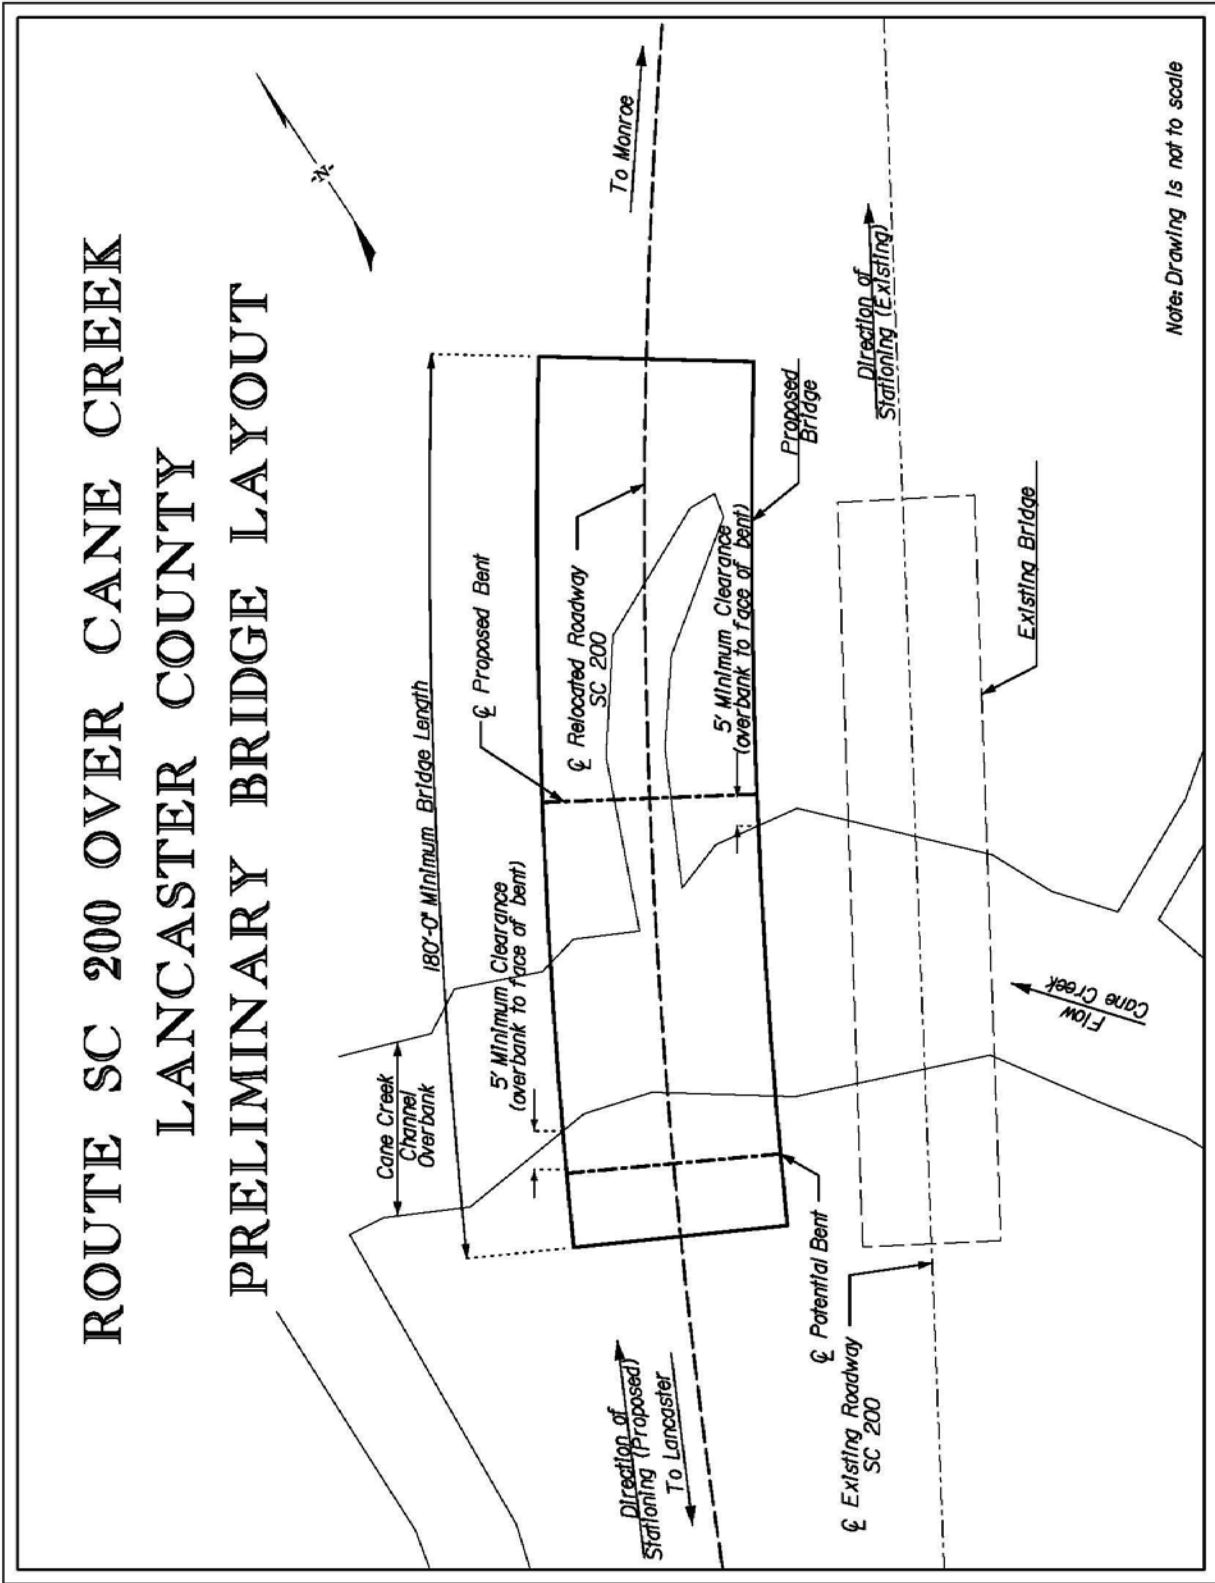 ROUTE SC 200 OVER CANE CREEK
LANCASTER COUNTY
PRELIMINARY BRIDGE LAYOUT
N
180'-0" Minimum Bridge Length
Cane Creek
Channel
Overbank
5' Minimum Clearance
(overbank to face of bent)
℄ Proposed Bent
℄ Relocated Roadway
SC 200
To Monroe
5' Minimum Clearance
(overbank to face of bent)
Proposed
Bridge
Direction of
Stationing (Proposed)
To Lancaster
℄ Potential Bent
℄ Existing Roadway
SC 200
Direction of
Stationing (Existing)
Existing Bridge
Flow
Cane Creek
Note: Drawing is not to scale